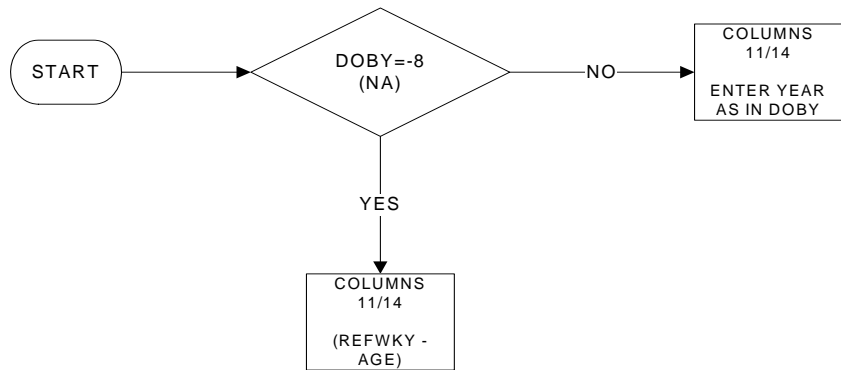 START
DOBY=-8
(NA)
NO
COLUMNS
11/14
ENTER YEAR
AS IN DOBY
YES
COLUMNS
11/14
(REFWKY -
AGE)